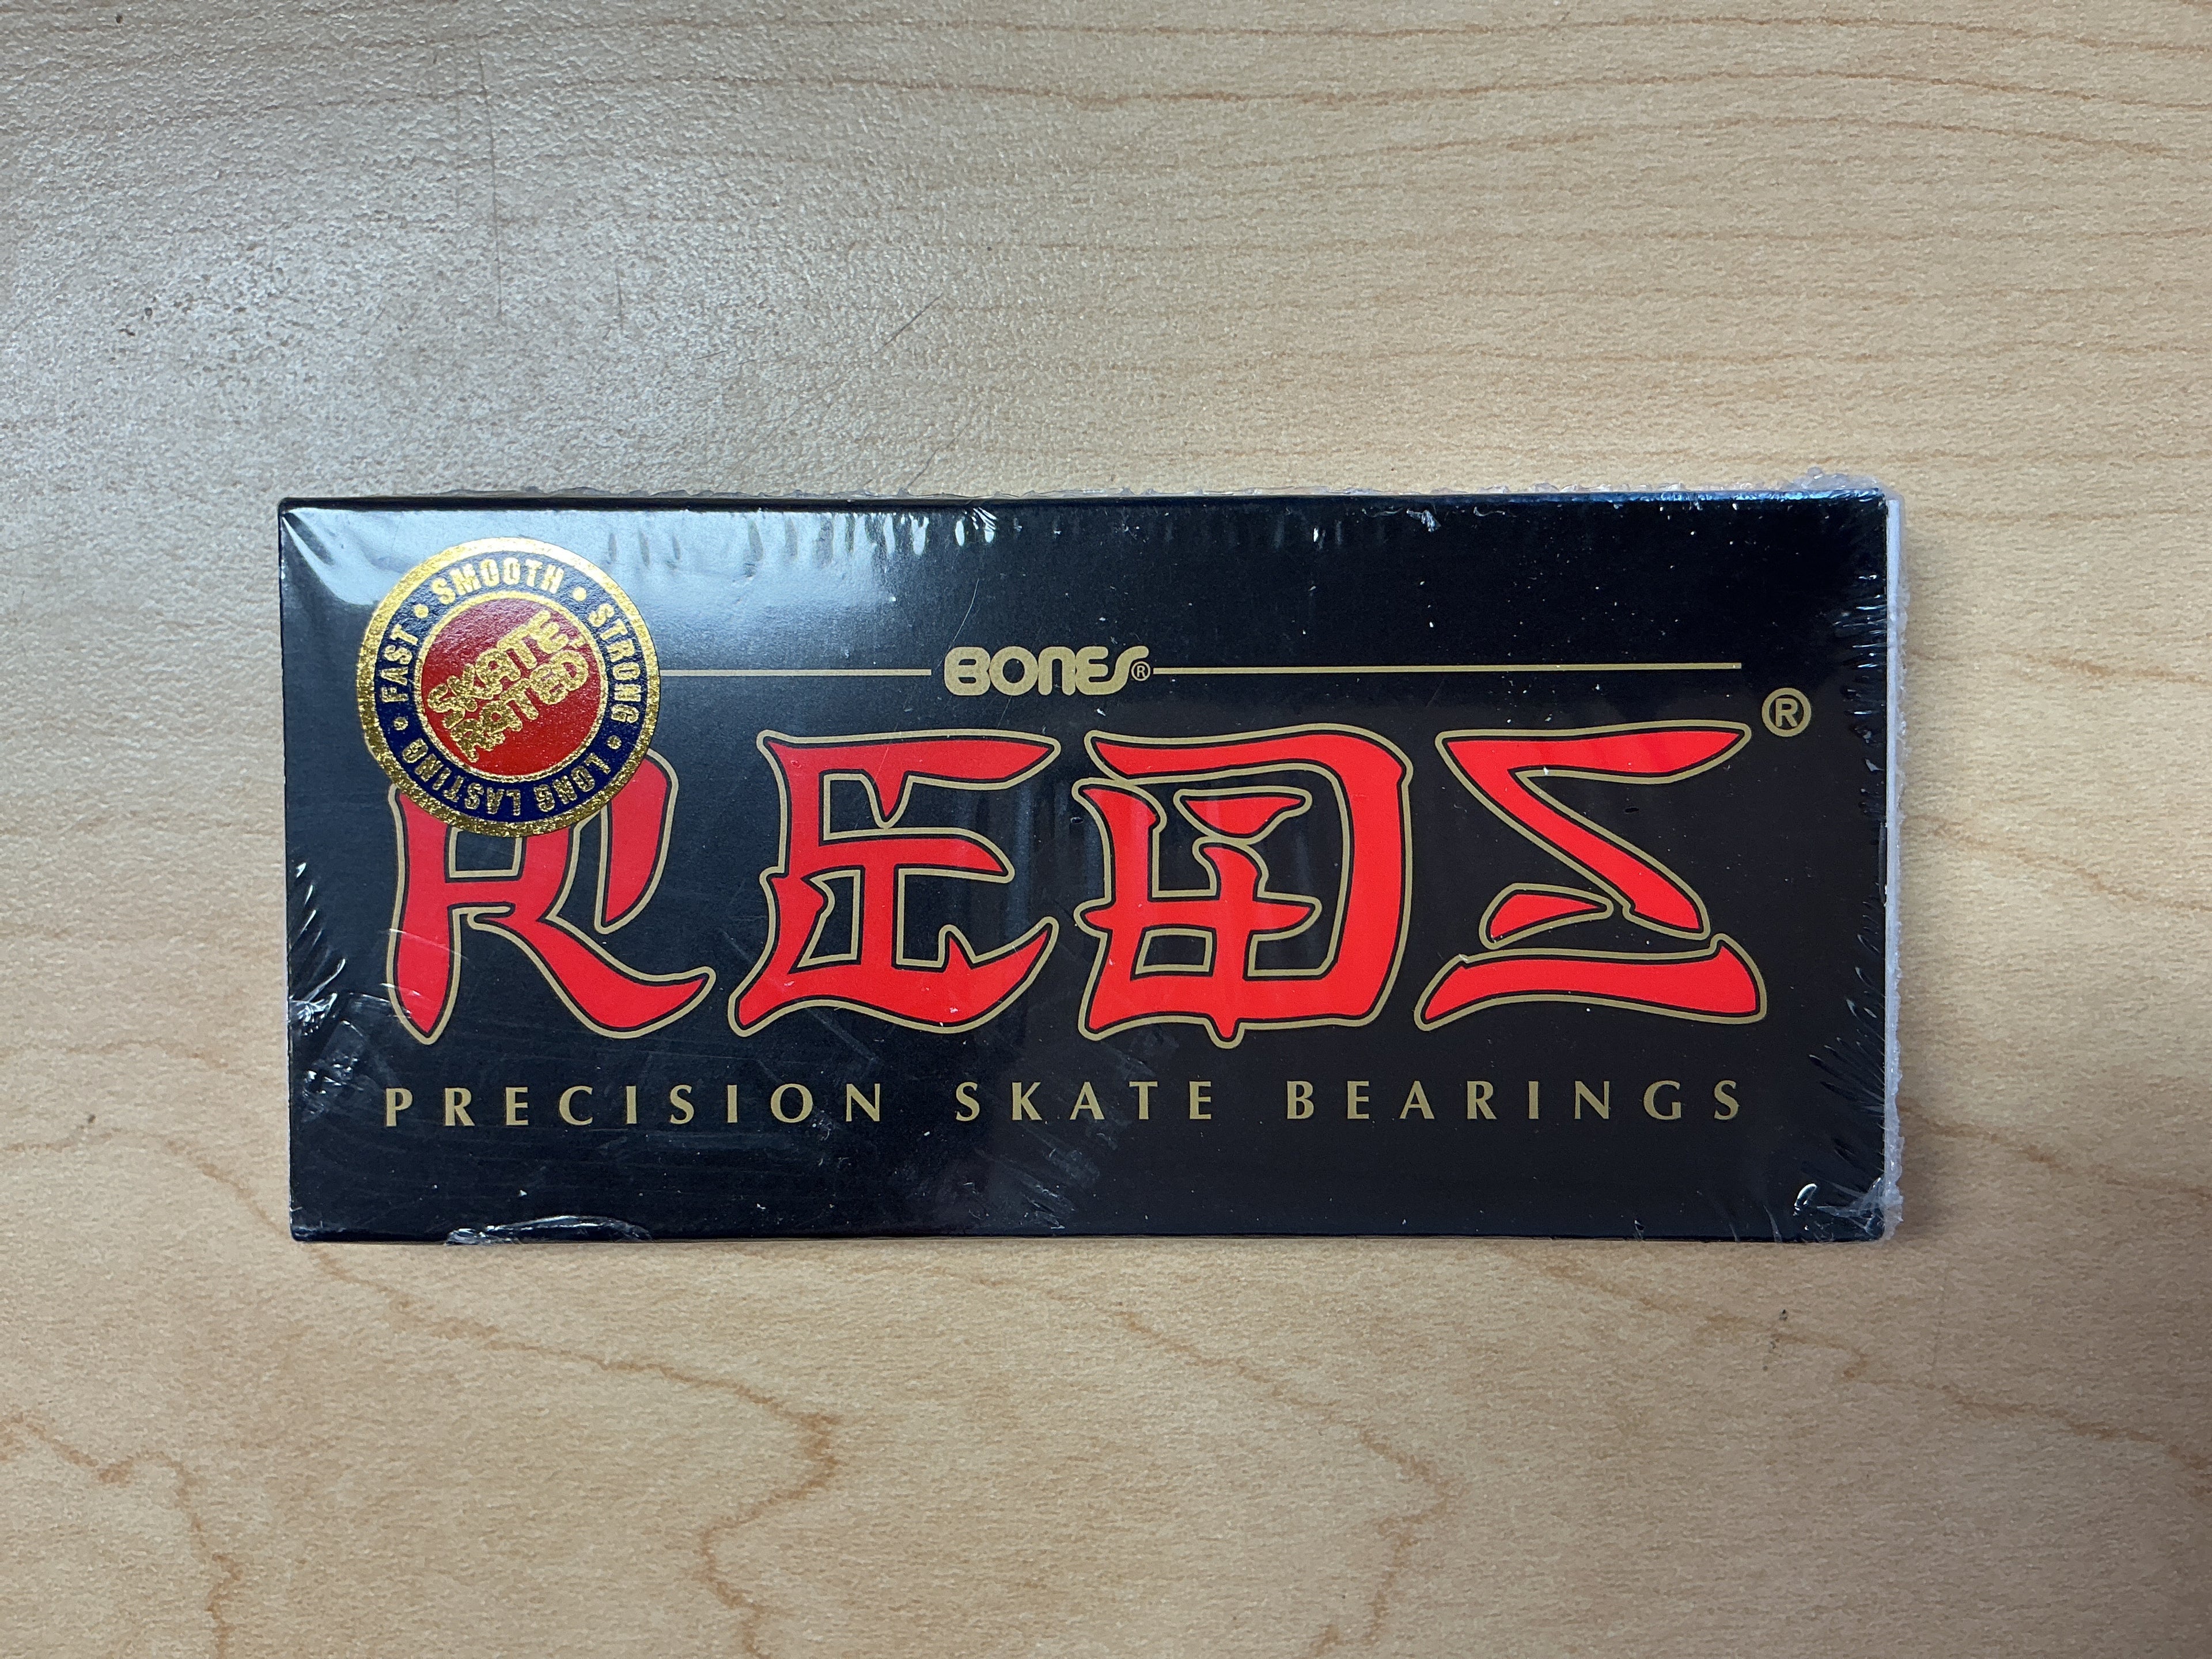 FAST • SMOOTH • STRONG • LONG LASTING •
SKATE
RATED
BONES®
REDS®
PRECISION SKATE BEARINGS